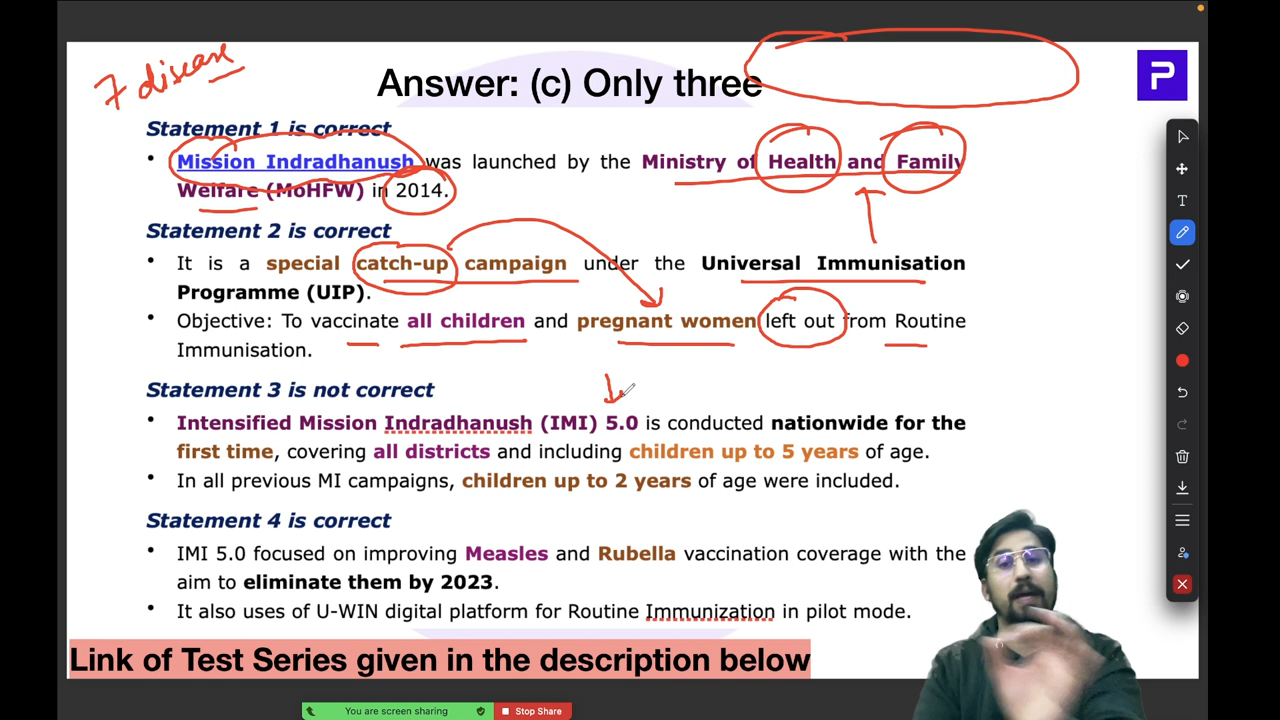 7 disease
Answer: (c) Only three
P
Statement 1 is correct
• Mission Indradhanush was launched by the Ministry of Health and Family
Welfare (MoHFW) in 2014.
Statement 2 is correct
• It is a special catch-up campaign under the Universal Immunisation
Programme (UIP).
• Objective: To vaccinate all children and pregnant women left out from Routine
Immunisation.
Statement 3 is not correct
• Intensified Mission Indradhanush (IMI) 5.0 is conducted nationwide for the
first time, covering all districts and including children up to 5 years of age.
• In all previous MI campaigns, children up to 2 years of age were included.
Statement 4 is correct
• IMI 5.0 focused on improving Measles and Rubella vaccination coverage with the
aim to eliminate them by 2023.
• It also uses of U-WIN digital platform for Routine Immunization in pilot mode.
Link of Test Series given in the description below
You are screen sharing
Stop Share